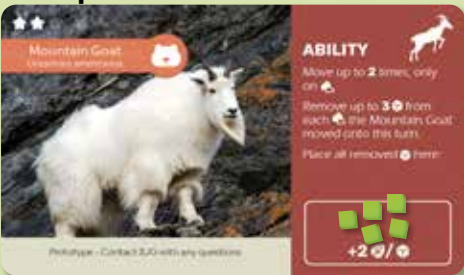 Mountain Goat
Oreamnos americanus
ABILITY
Move up to 2 times, only
on
Remove up to 3 from
each the Mountain Goat
moved onto this turn.
Place all removed here:
Prototype - Contact with any questions
+2 /